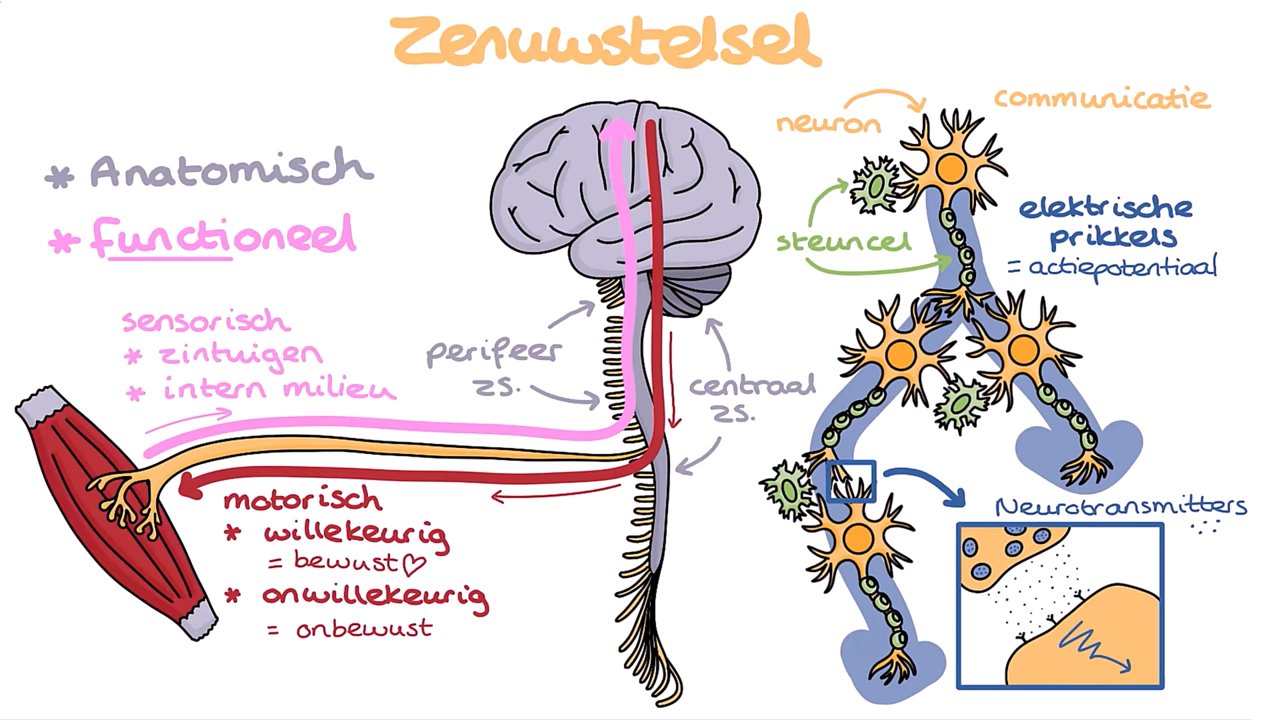 Zenuwstelsel
* Anatomisch
* Functioneel
sensorisch
* zintuigen
* intern milieu
perifeer
zs.
centraal
zs.
motorisch
* willekeurig
= bewust♡
* onwillekeurig
= onbewust
neuron
communicatie
steuncel
elektrische
prikkels
= actiepotentiaal
Neurotransmitters